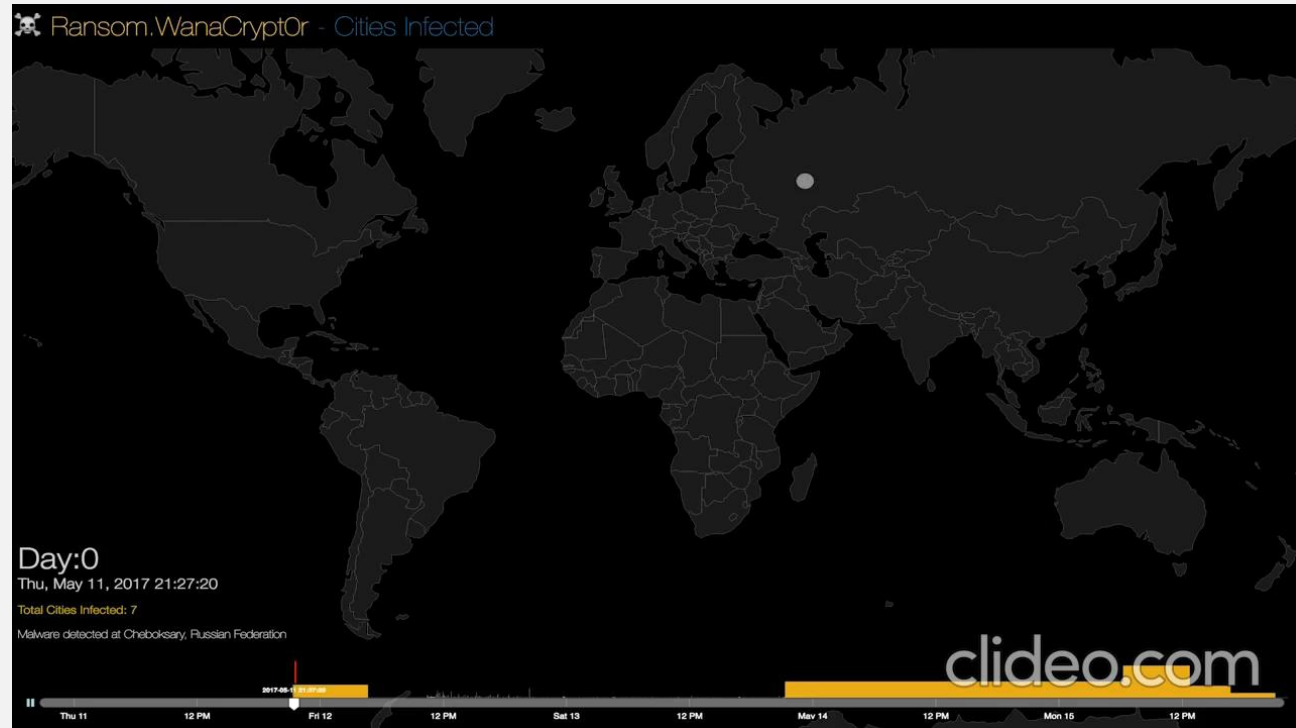 Ransom.WanaCrypt0r - Cities Infected
Day:0
Thu, May 11, 2017 21:27:20
Total Cities Infected: 7
Malware detected at Cheboksary, Russian Federation
clideo.com
Thu 11 12 PM Fri 12 12 PM Sat 13 12 PM May 14 12 PM Mon 15 12 PM